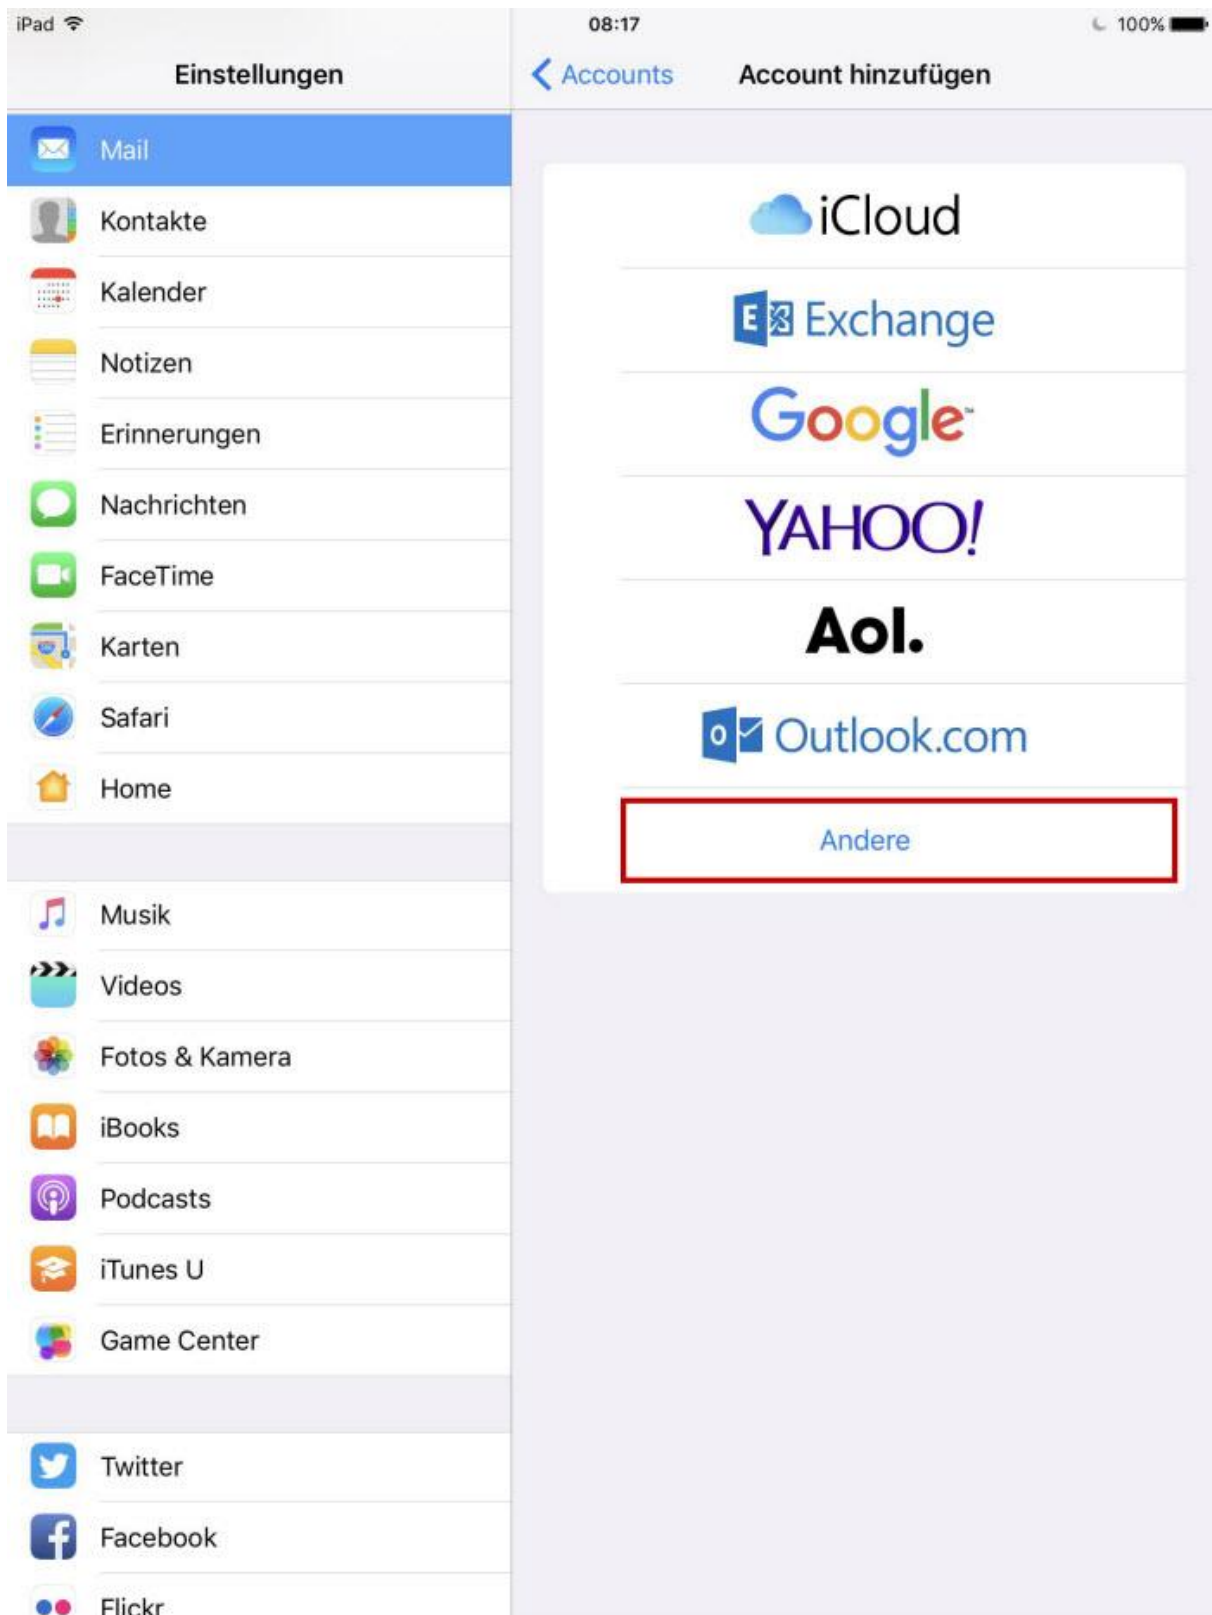 iPad
08:17
100%
Einstellungen
Accounts
Account hinzufügen
Mail
Kontakte
Kalender
Notizen
Erinnerungen
Nachrichten
FaceTime
Karten
Safari
Home
Musik
Videos
Fotos & Kamera
iBooks
Podcasts
iTunes U
Game Center
Twitter
Facebook
Flickr
iCloud
E Exchange
Google™
YAHOO!
Aol.
o Outlook.com
Andere